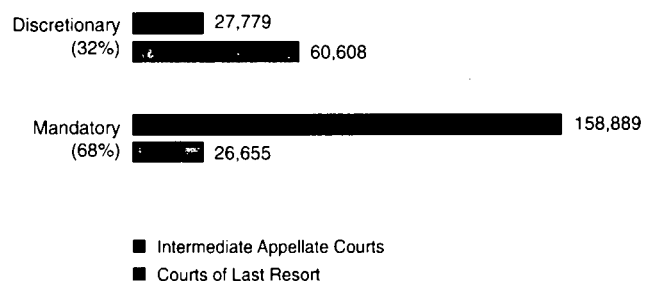 Discretionary
(32%)
27,779
60,608
Mandatory
(68%)
158,889
26,655
Intermediate Appellate Courts
Courts of Last Resort